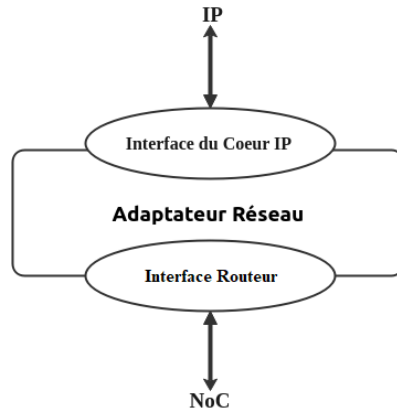 IP
Interface du Coeur IP
Adaptateur Réseau
Interface Routeur
NoC